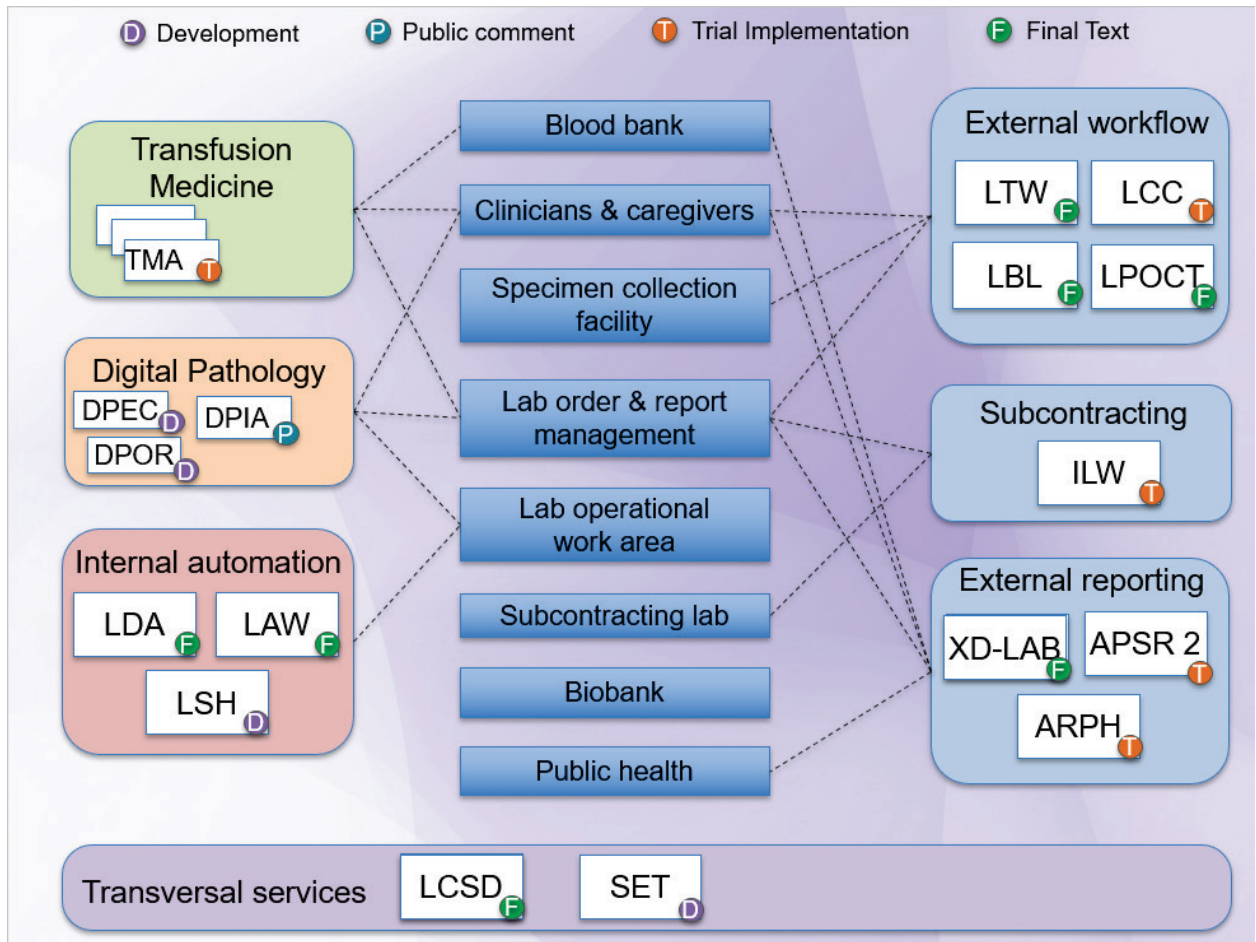 D Development
P Public comment
T Trial Implementation
F Final Text
Transfusion
Medicine
TMA T
Digital Pathology
DPEC D
DPIA P
DPOR D
Internal automation
LDA F
LAW F
LSH D
Blood bank
Clinicians & caregivers
Specimen collection
facility
Lab order & report
management
Lab operational
work area
Subcontracting lab
Biobank
Public health
External workflow
LTW F
LCC T
LBL F
LPOCT F
Subcontracting
ILW T
External reporting
XD-LAB F
APSR 2 T
ARPH T
Transversal services
LCSD F
SET D